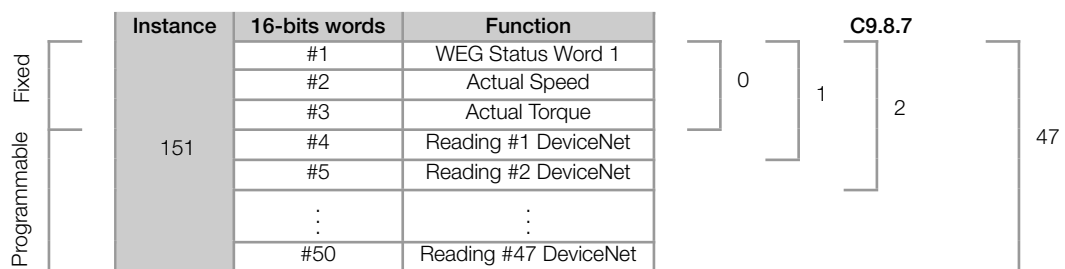 Instance 16-bits words Function C9.8.7
Fixed
#1 WEG Status Word 1
#2 Actual Speed
#3 Actual Torque
0
1
2
47
Programmable
151
#4 Reading #1 DeviceNet
#5 Reading #2 DeviceNet
⋮ ⋮
#50 Reading #47 DeviceNet